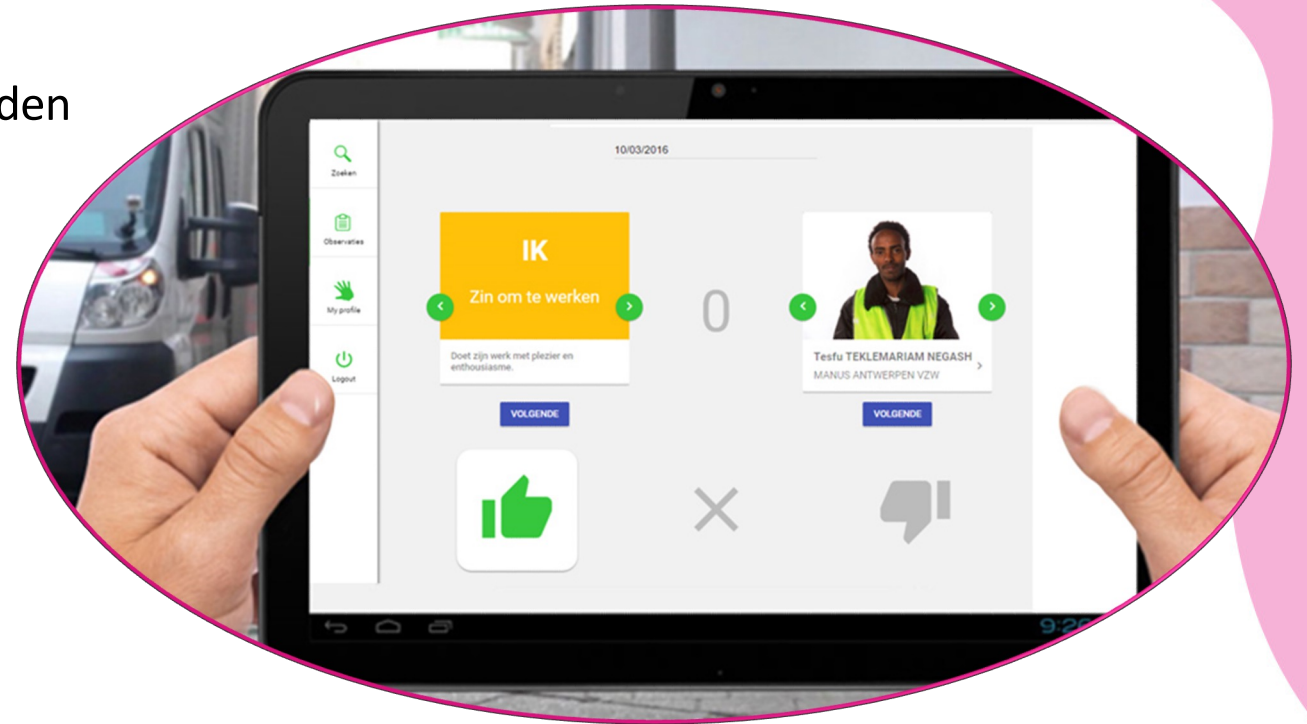 den
10/03/2016
Zoeken
Observaties
My profile
Logout
IK
Zin om te werken
Doet zijn werk met plezier en
enthousiasme.
VOLGENDE
0
Tesfu TEKLEMARIAM NEGASH
MANUS ANTWERPEN VZW
VOLGENDE